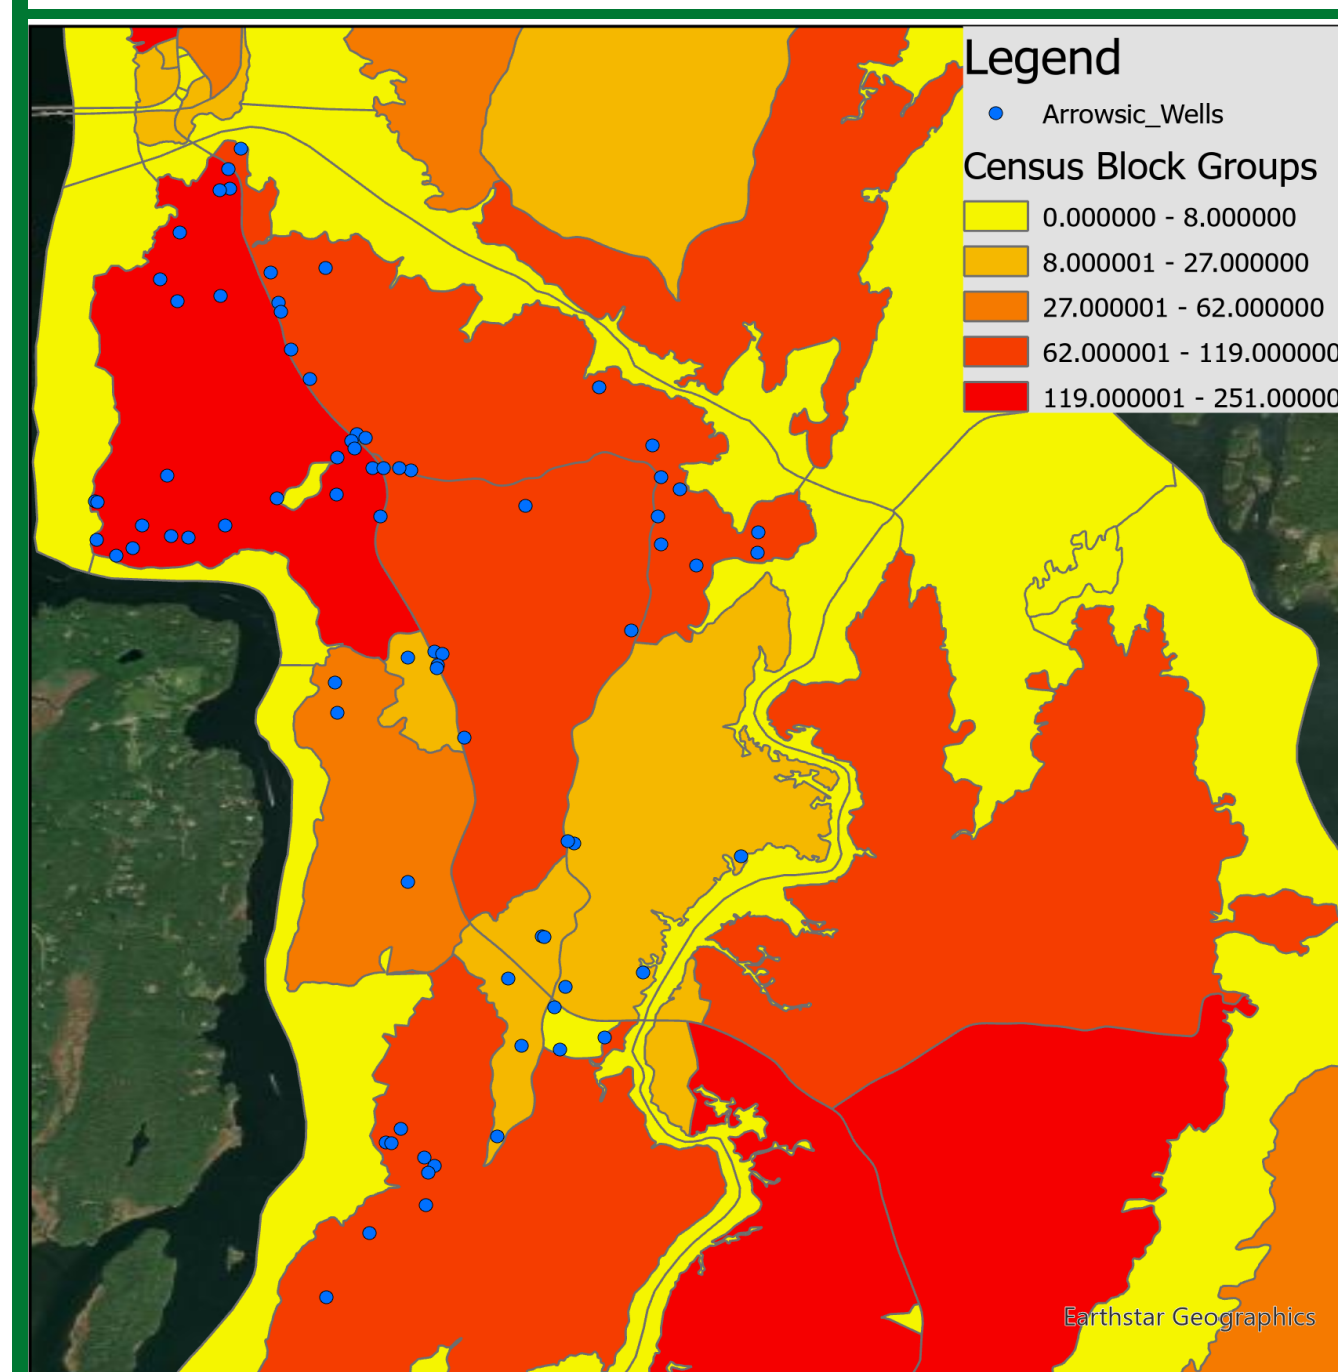 Legend
Arrowsic_Wells
Census Block Groups
0.000000 - 8.000000
8.000001 - 27.000000
27.000001 - 62.000000
62.000001 - 119.000000
119.000001 - 251.00000
Earthstar Geographics